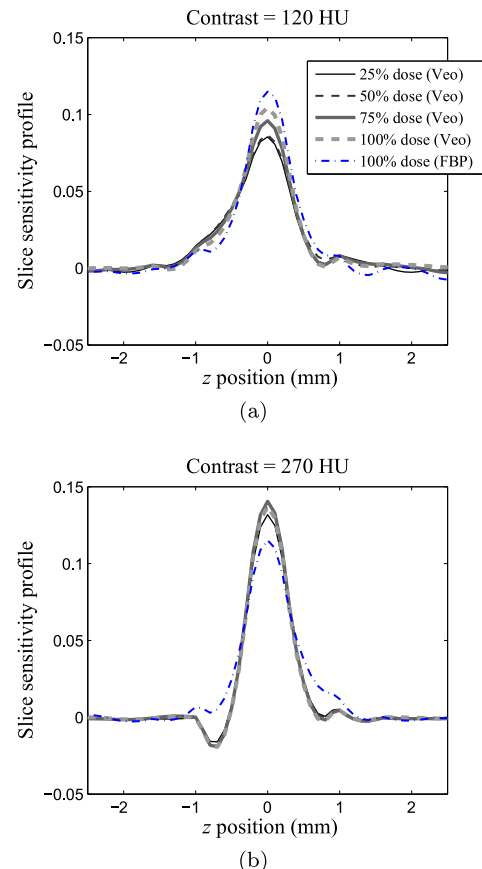 Contrast = 120 HU
0.15
0.1
0.05
0
−0.05
Slice sensitivity profile
25% dose (Veo)
50% dose (Veo)
75% dose (Veo)
100% dose (Veo)
100% dose (FBP)
−2 −1 0 1 2
z position (mm)
(a)
Contrast = 270 HU
0.15
0.1
0.05
0
−0.05
Slice sensitivity profile
−2 −1 0 1 2
z position (mm)
(b)